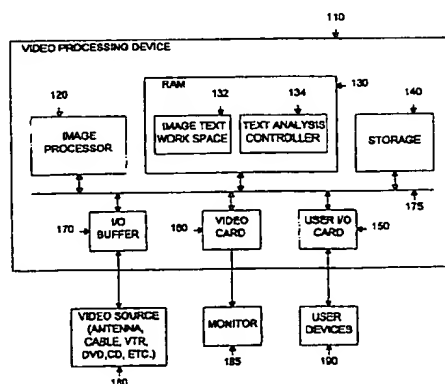 110
VIDEO PROCESSING DEVICE
120
IMAGE
PROCESSOR
RAM
130
132
IMAGE TEXT
WORK SPACE
134
TEXT ANALYSIS
CONTROLLER
140
STORAGE
175
170
I/O
BUFFER
160
VIDEO
CARD
USER I/O
CARD
150
VIDEO SOURCE
(ANTENNA,
CABLE, VTR,
DVD,CD, ETC.)
180
MONITOR
185
USER
DEVICES
190